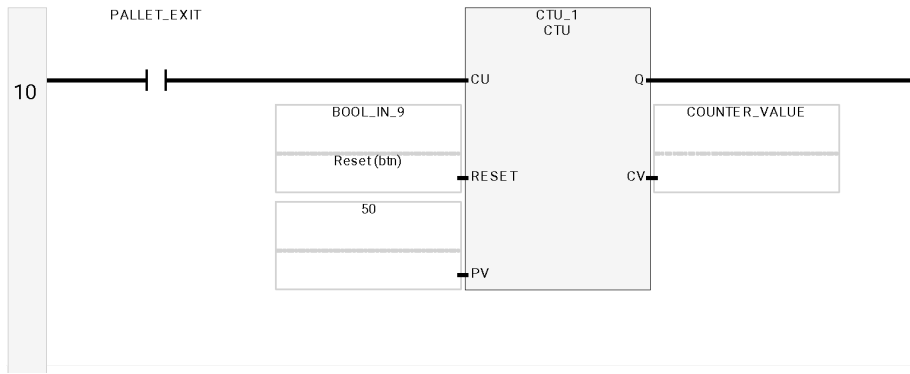 PALLET_EXIT
CTU_1
CTU
10
CU
Q
BOOL_IN_9
COUNTER_VALUE
Reset (btn)
RESET
CV
50
PV